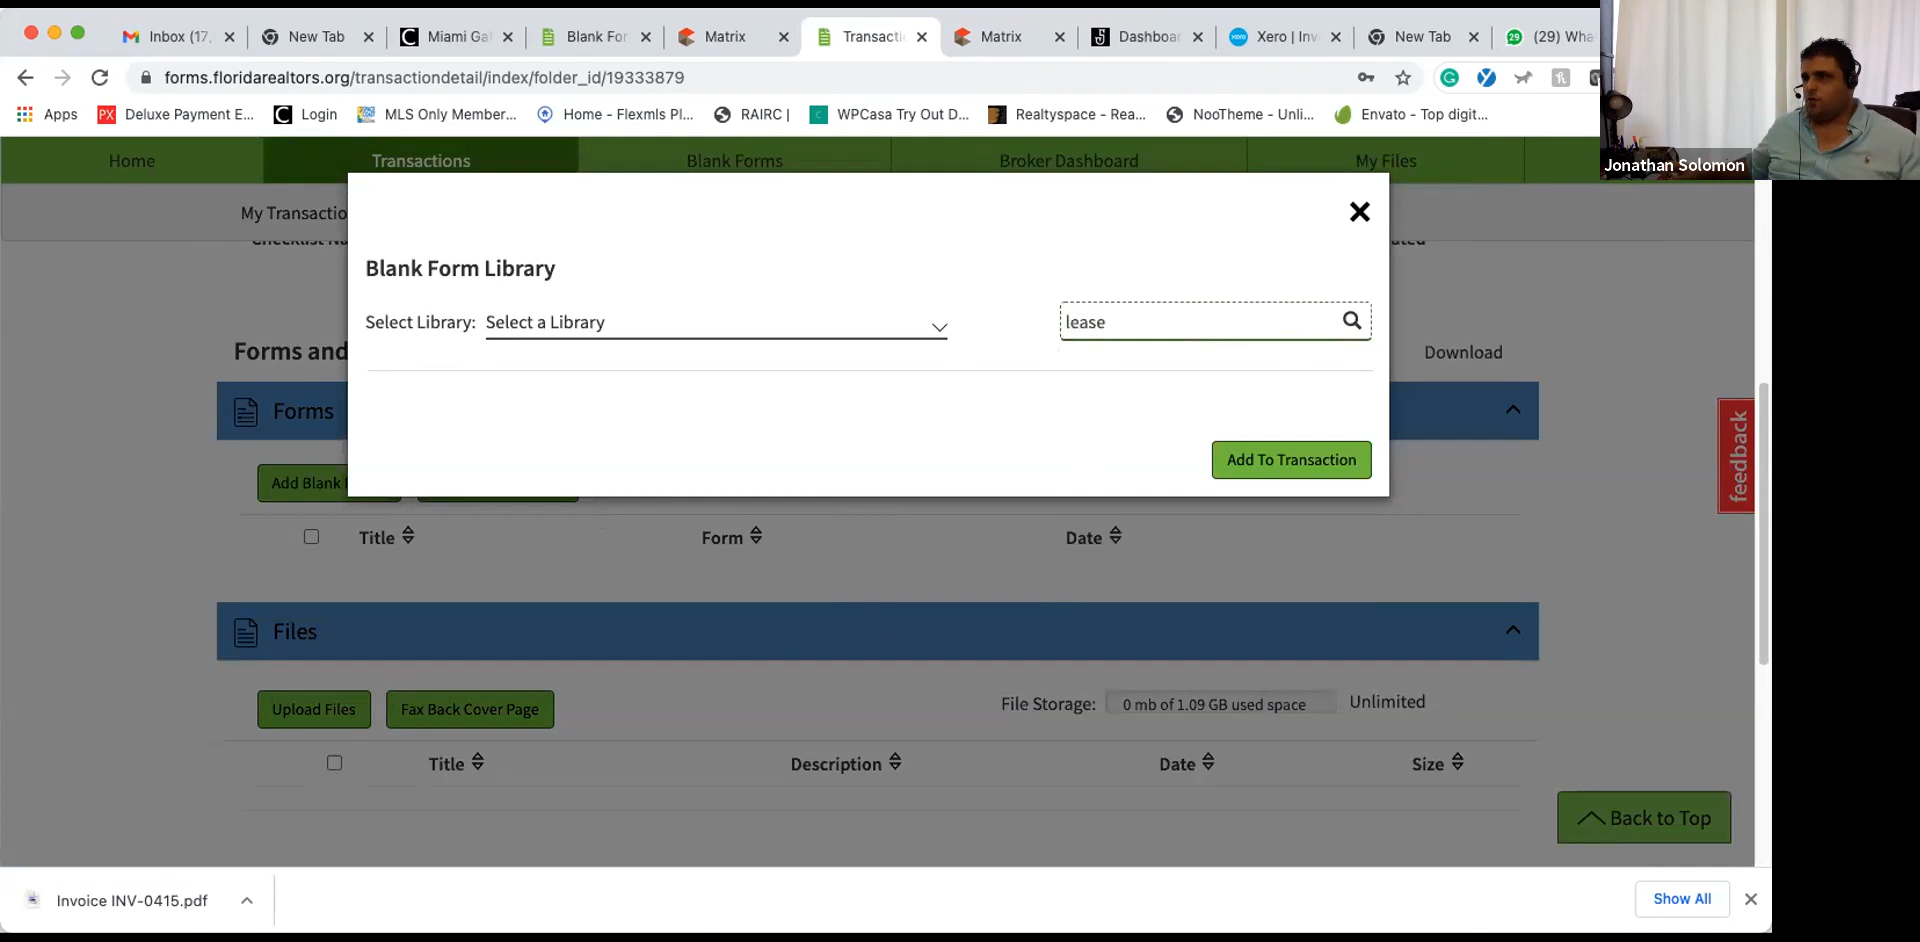 Inbox (17,
New Tab
Miami Ga
Blank For
Matrix
Transacti
Matrix
Dashboar
Xero | Inv
New Tab
(29) Wha
forms.floridarealtors.org/transactiondetail/index/folder_id/19333879
Apps
PX Deluxe Payment E...
Login
MLS Only Member...
Home - Flexmls Pl...
RAIRC |
WPCasa Try Out D...
Realtyspace - Rea...
NooTheme - Unli...
Envato - Top digit...
Jonathan Solomon
Home
Transactions
Blank Forms
Broker Dashboard
My Files
My Transactio
Checklist Na
ated
Blank Form Library
Select Library: Select a Library
lease
Forms and
Download
Forms
Add To Transaction
Add Blank
feedback
Title
Form
Date
Files
Upload Files
Fax Back Cover Page
File Storage: 0 mb of 1.09 GB used space
Unlimited
Title
Description
Date
Size
Back to Top
Invoice INV-0415.pdf
Show All